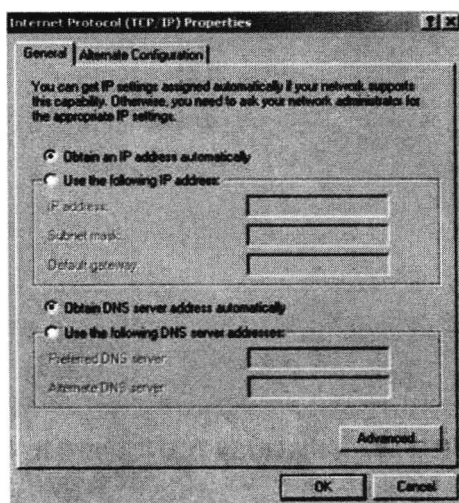 Internet Protocol (TCP/IP) Properties
General
Alternate Configuration
You can get IP settings assigned automatically if your network supports
this capability. Otherwise, you need to ask your network administrator for
the appropriate IP settings.
Obtain an IP address automatically
Use the following IP address:
IP address:
Subnet mask:
Default gateway:
Obtain DNS server address automatically
Use the following DNS server addresses:
Preferred DNS server:
Alternate DNS server:
Advanced...
OK
Cancel